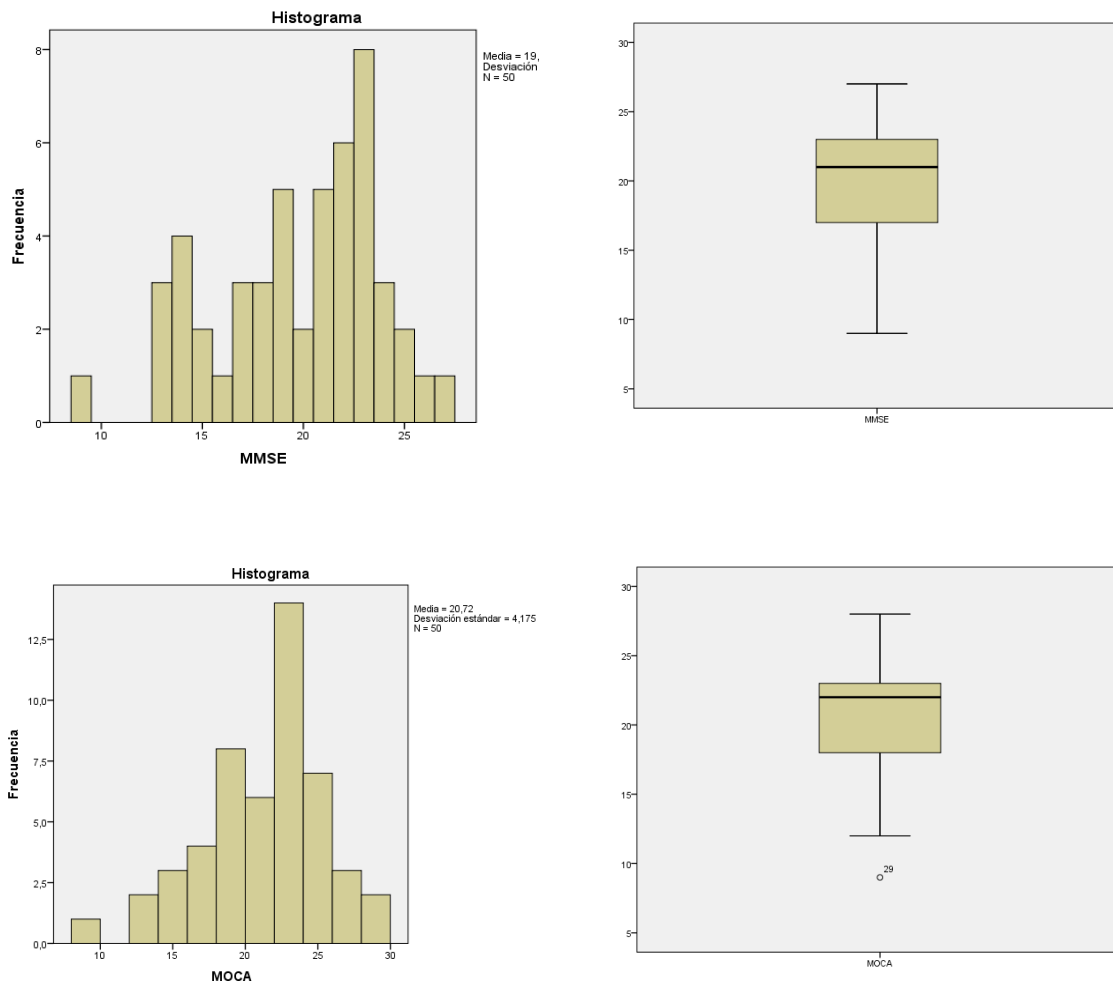 Histograma
Media = 19,
Desviación
N = 50
Frecuencia
8
6
4
2
0
10
15
20
25
MMSE
30
25
20
15
10
5
MMSE
Histograma
Media = 20,72
Desviación estándar = 4,175
N = 50
Frecuencia
12,5
10,0
7,5
5,0
2,5
0,0
10
15
20
25
30
MOCA
30
25
20
15
10
5
29
MOCA